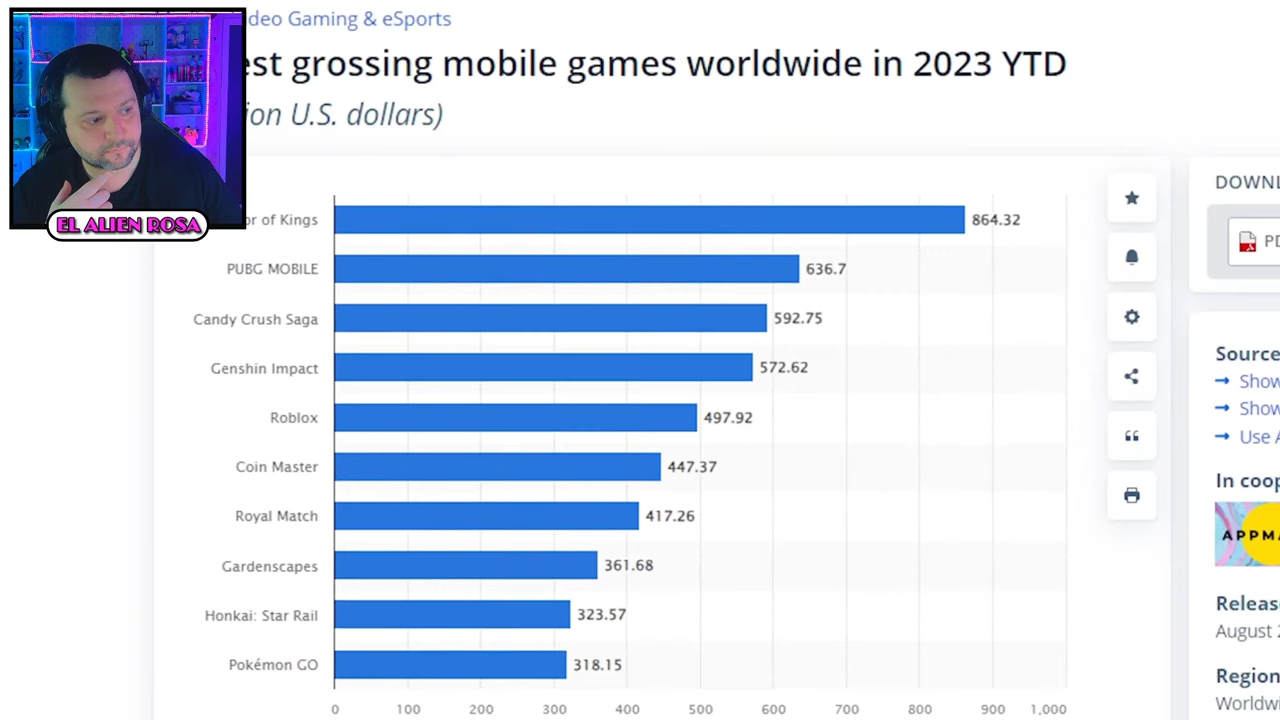 deo Gaming & eSports
est grossing mobile games worldwide in 2023 YTD
ion U.S. dollars)
EL ALIEN ROSA
or of Kings
864.32
PUBG MOBILE
636.7
Candy Crush Saga
592.75
Genshin Impact
572.62
Roblox
497.92
Coin Master
447.37
Royal Match
417.26
Gardenscapes
361.68
Honkai: Star Rail
323.57
Pokémon GO
318.15
0 100 200 300 400 500 600 700 800 900 1,000
DOWNL
PD
Source
Show
Show
Use A
In coop
APPMA
Releas
August 2
Region
Worldwi